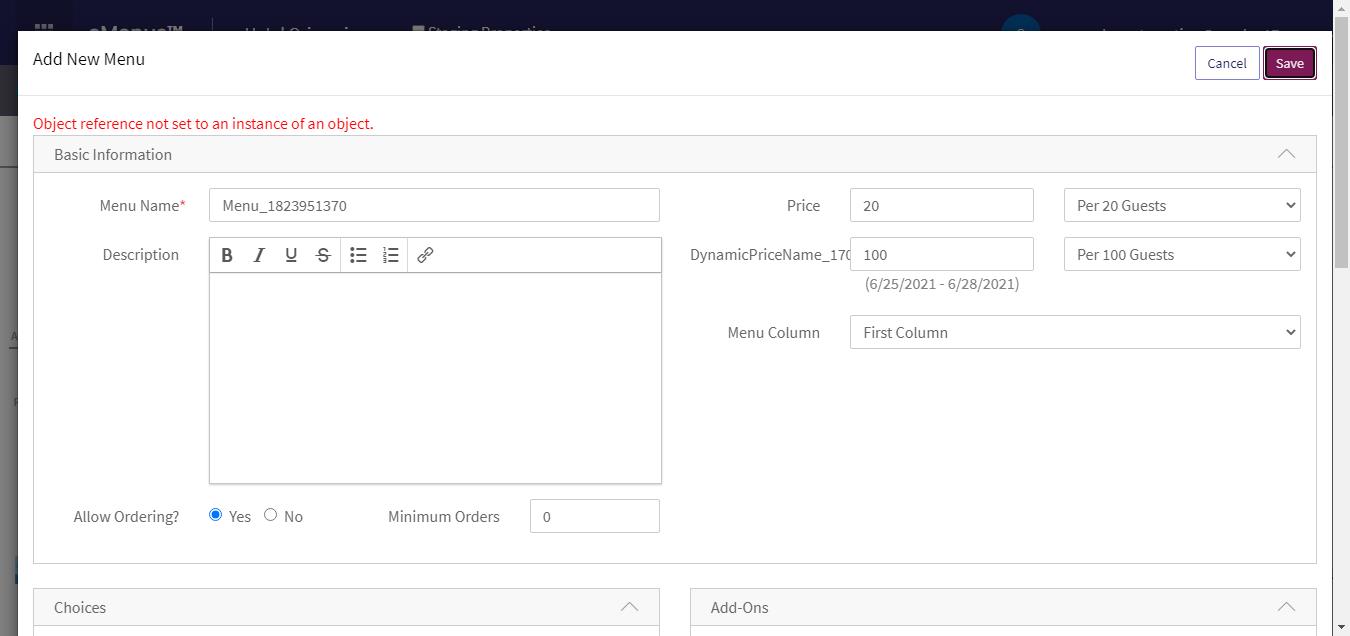 Add New Menu
Cancel
Save
Object reference not set to an instance of an object.
Basic Information
Menu Name*
Menu_1823951370
Price
20
Per 20 Guests
Description
B I U S
DynamicPriceName_170
100
Per 100 Guests
(6/25/2021 - 6/28/2021)
Menu Column
First Column
Allow Ordering?
Yes
No
Minimum Orders
0
Choices
Add-Ons